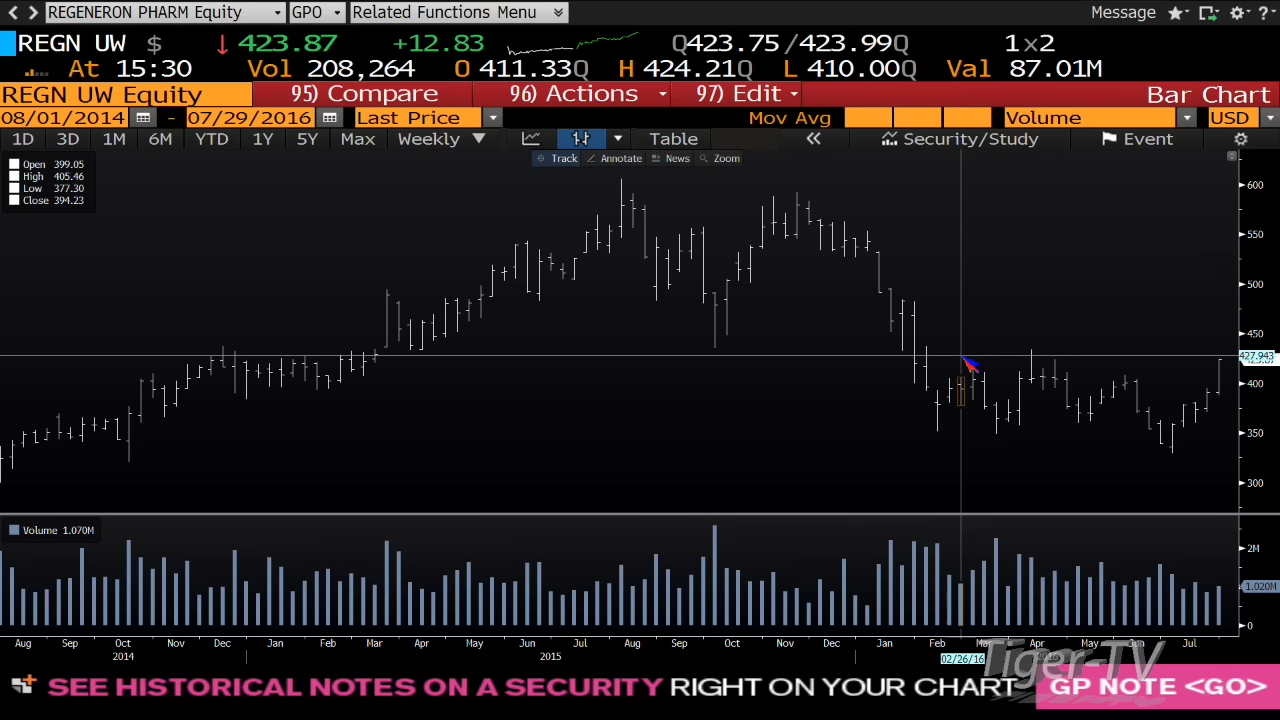 REGENERON PHARM Equity GPO Related Functions Menu Message ?
REGN UW $ ↓ 423.87 +12.83 Q423.75/423.99Q 1x2
At 15:30 Vol 208,264 O 411.33Q H 424.21Q L 410.00Q Val 87.01M
REGN UW Equity 95) Compare 96) Actions 97) Edit Bar Chart
08/01/2014 - 07/29/2016 Last Price Mov Avg Volume USD
1D 3D 1M 6M YTD 1Y 5Y Max Weekly ▼ Table « Security/Study Event
Track Annotate News Zoom
Open 399.05
High 405.46
Low 377.30
Close 394.23
600
550
500
450
427.943
400
350
300
Volume 1.070M
2M
1.020M
0
Aug Sep Oct Nov Dec Jan Feb Mar Apr May Jun Jul Aug Sep Oct Nov Dec Jan Feb Mar Apr May Jun Jul
2014 2015 02/26/16
Tiger-TV
SEE HISTORICAL NOTES ON A SECURITY RIGHT ON YOUR CHART GP NOTE <GO>